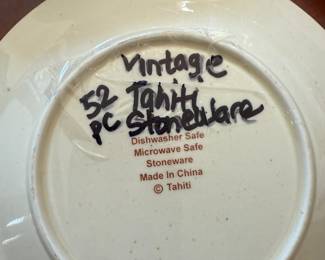 Vintage
52 Tahiti
pc Stoneware
Dishwasher Safe
Microwave Safe
Stoneware
Made In China
© Tahiti